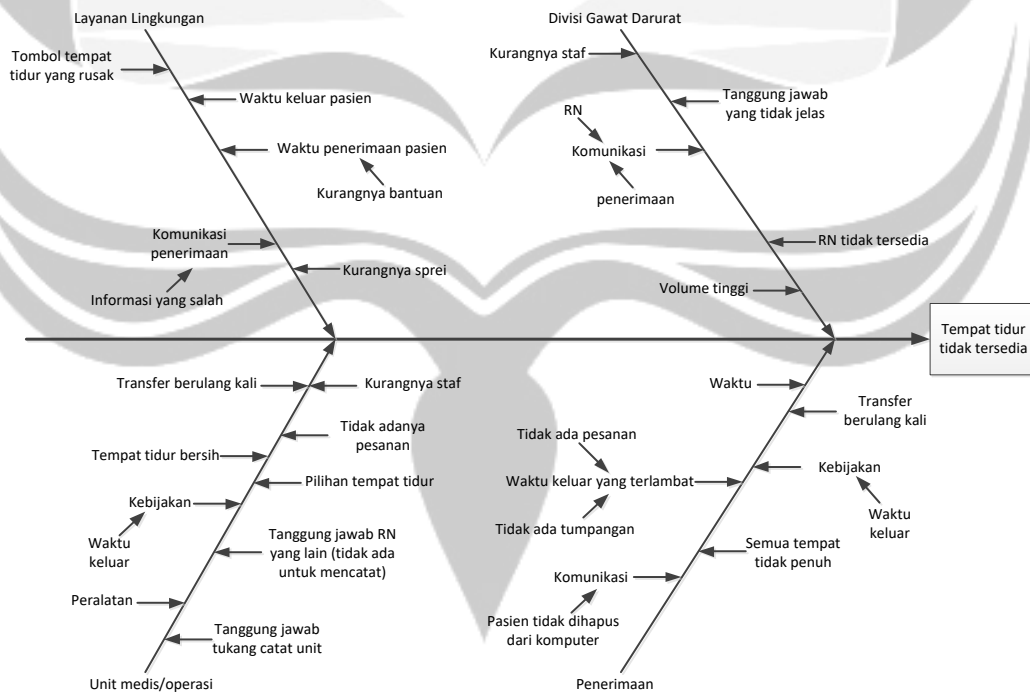 Layanan Lingkungan
Tombol tempat
tidur yang rusak
Waktu keluar pasien
Waktu penerimaan pasien
Kurangnya bantuan
Komunikasi
penerimaan
Informasi yang salah
Kurangnya sprei
Divisi Gawat Darurat
Kurangnya staf
Tanggung jawab
yang tidak jelas
RN
Komunikasi
penerimaan
RN tidak tersedia
Volume tinggi
Tempat tidur
tidak tersedia
Transfer berulang kali
Kurangnya staf
Tidak adanya
pesanan
Tempat tidur bersih
Pilihan tempat tidur
Kebijakan
Waktu
keluar
Tanggung jawab RN
yang lain (tidak ada
untuk mencatat)
Peralatan
Tanggung jawab
tukang catat unit
Unit medis/operasi
Waktu
Transfer
berulang kali
Tidak ada pesanan
Waktu keluar yang terlambat
Tidak ada tumpangan
Kebijakan
Waktu
keluar
Semua tempat
tidak penuh
Komunikasi
Pasien tidak dihapus
dari komputer
Penerimaan